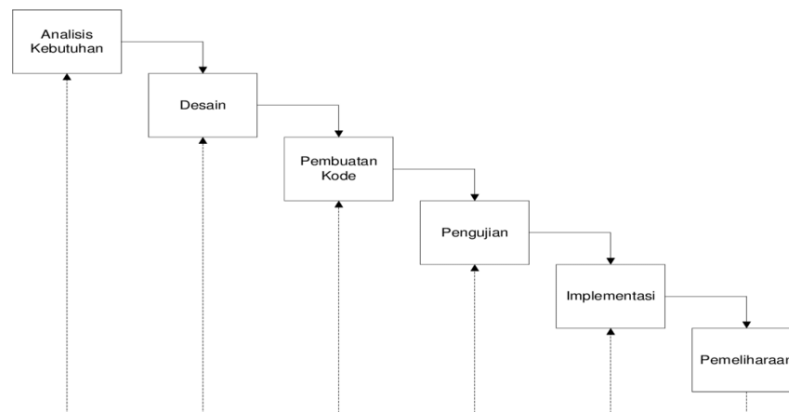 Analisis
Kebutuhan
Desain
Pembuatan
Kode
Pengujian
Implementasi
Pemeliharaan